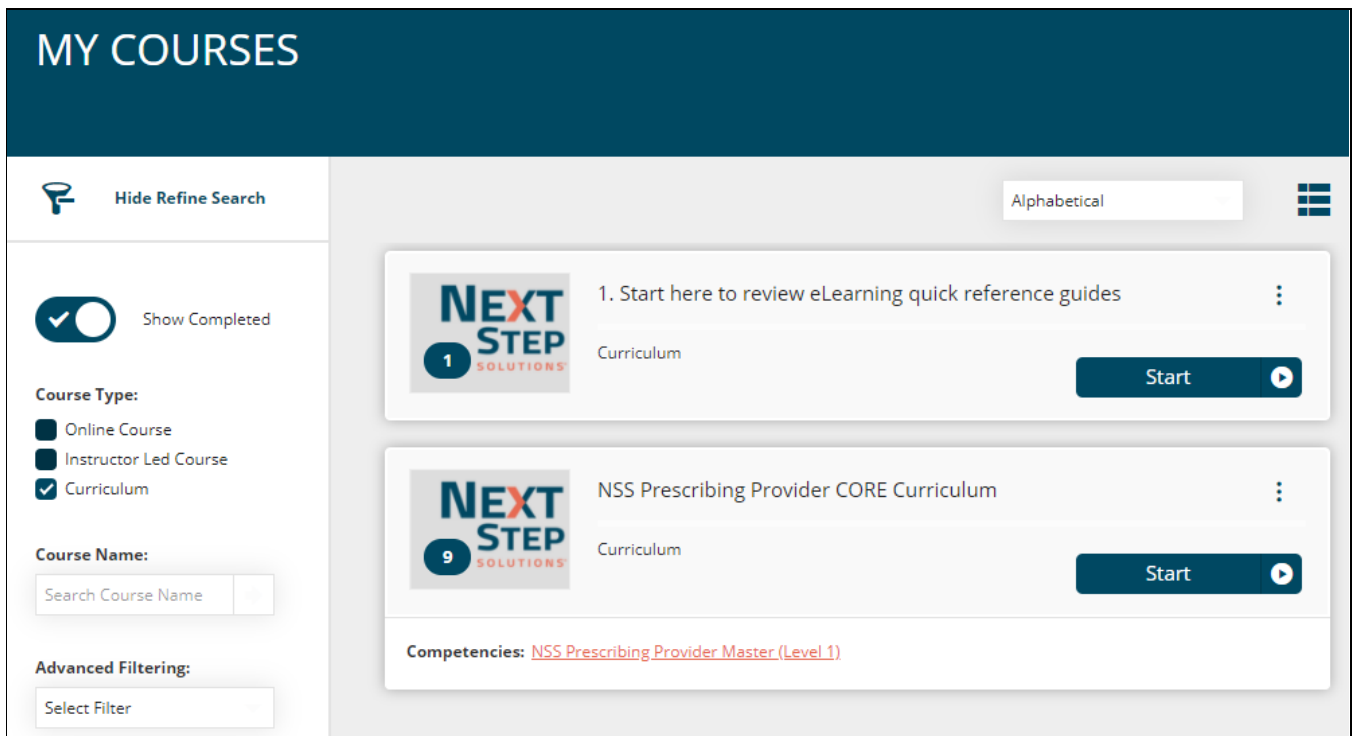 MY COURSES
Hide Refine Search
Alphabetical
Show Completed
Course Type:
Online Course
Instructor Led Course
Curriculum
Course Name:
Search Course Name
Advanced Filtering:
Select Filter
NEXT
STEP
SOLUTIONS
1
1. Start here to review eLearning quick reference guides
Curriculum
Start
NEXT
STEP
SOLUTIONS
9
NSS Prescribing Provider CORE Curriculum
Curriculum
Start
Competencies: NSS Prescribing Provider Master (Level 1)